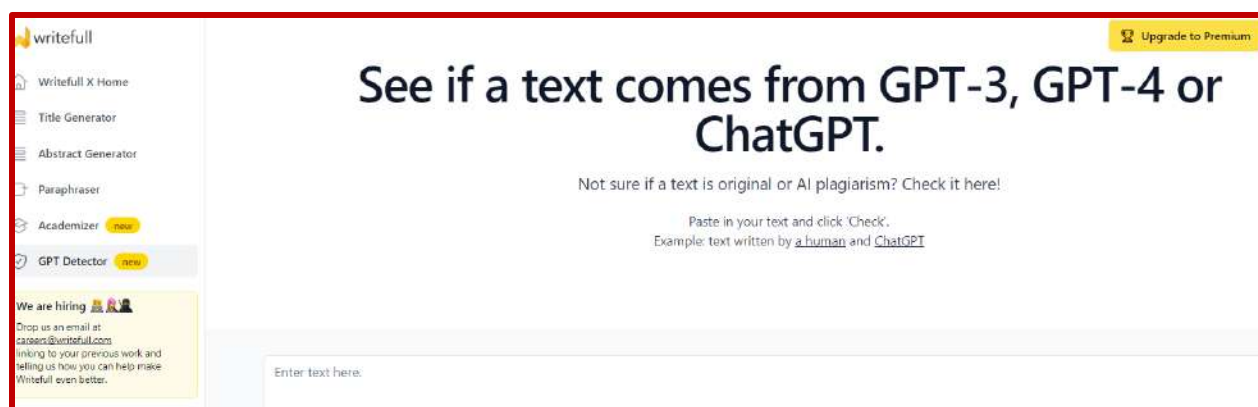 writefull
Upgrade to Premium
Writefull X Home
Title Generator
Abstract Generator
Paraphraser
Academizer new
GPT Detector new
We are hiring
Drop us an email at
careers@writefull.com
linking to your previous work and
telling us how you can help make
Writefull even better.
See if a text comes from GPT-3, GPT-4 or
ChatGPT.
Not sure if a text is original or AI plagiarism? Check it here!
Paste in your text and click 'Check'.
Example: text written by a human and ChatGPT
Enter text here: